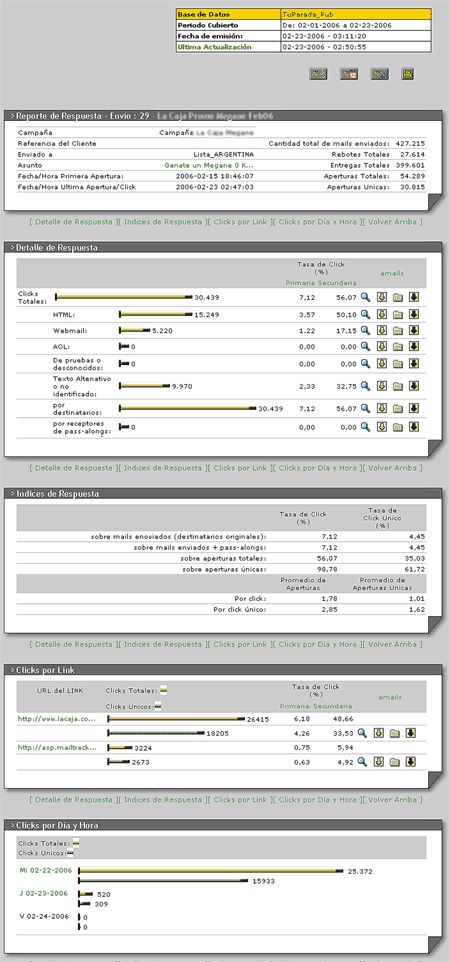 Base de Datos TuParada_Pub
Periodo Cubierto De: 02-01-2006 a 02-23-2006
Fecha de emisión: 02-23-2006 - 03:11:20
Ultima Actualización 02-23-2006 - 02:50:55
> Reporte de Respuesta - Envío : 29 - La Caja Promo Megane Feb06
Campaña Campaña La Caja Megane
Referencia del Cliente Cantidad total de mails enviados: 427.215
Enviado a Lista_ARGENTINA Rebotes Totales 27.614
Asunto Ganate un Megane 0 K... Entregas Totales 399.601
Fecha/Hora Primera Apertura: 2006-02-15 18:46:07 Aperturas Totales: 54.289
Fecha/Hora Ultima Apertura/Click 2006-02-23 02:47:03 Aperturas Unicas: 30.815
[ Detalle de Respuesta ][ Indices de Respuesta ][ Clicks por Link ][ Clicks por Día y Hora ][ Volver Arriba ]
> Detalle de Respuesta
Tasa de Click
(%) emails
Primaria Secundaria
Clicks
Totales: 30.439 7,12 56,07
HTML: 15.249 3,57 50,10
Webmail: 5.220 1,22 17,15
AOL: 0 0,00 0,00
De pruebas o
desconocidos: 0 0,00 0,00
Texto Altenativo
o no
identificado: 9.970 2,33 32,75
por
destinatarios: 30.439 7,12 56,07
por receptores
de pass-alongs: 0 0,00 0,00
[ Detalle de Respuesta ][ Indices de Respuesta ][ Clicks por Link ][ Clicks por Día y Hora ][ Volver Arriba ]
> Indices de Respuesta
Tasa de Click
(%) Tasa de
Click Unico
(%)
sobre mails enoviados (destinatarios originales): 7,12 4,45
sobre mails enviados + pass-alongs: 7,12 4,45
sobre aperturas totales: 56,07 35,03
sobre aperturas únicas: 98,78 61,72
Promedio de
Aperturas Promedio de
Apertuas Unicas
Por click: 1,78 1,01
Por click único: 2,85 1,62
[ Detalle de Respuesta ][ Indices de Respuesta ][ Clicks por Link ][ Clicks por Día y Hora ][ Volver Arriba ]
> Clicks por Link
URL del LINK Clicks Totales: Tasa de Click
(%) emails
Clicks Unicos: Primaria Secundaria
http://www.lacaja.co... 26415 6,18 48,66
18205 4,26 33,53
http://asp.mailtrack... 3224 0,75 5,94
2673 0,63 4,92
[ Detalle de Respuesta ][ Indices de Respuesta ][ Clicks por Link ][ Clicks por Día y Hora ][ Volver Arriba ]
> Clicks por Día y Hora
Clicks Totales:
Clicks Unicos:
Mi 02-22-2006 25.372
15933
J 02-23-2006 520
309
V 02-24-2006 0
0